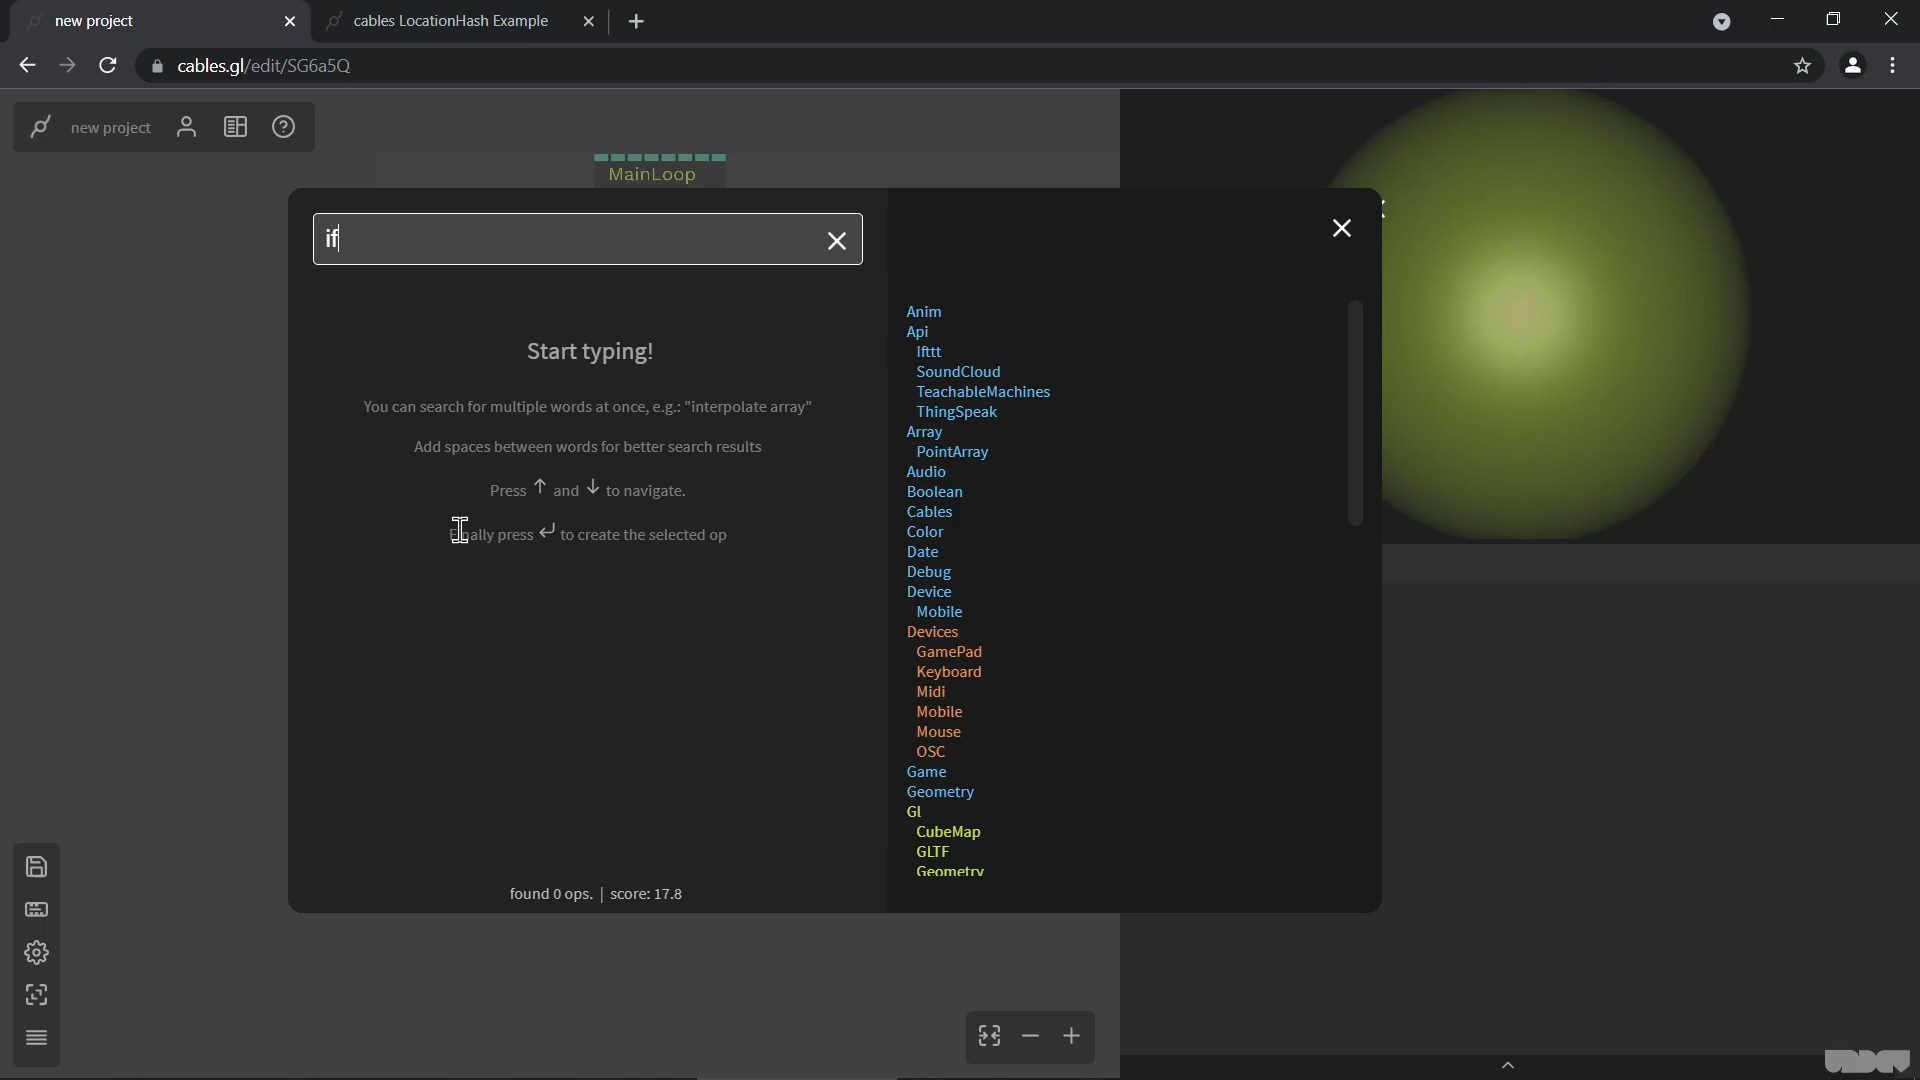 new project
cables LocationHash Example
cables.gl/edit/SG6a5Q
new project
MainLoop
if
Start typing!
You can search for multiple words at once, e.g.: "interpolate array"
Add spaces between words for better search results
Press ↑ and ↓ to navigate.
Finally press ↵ to create the selected op
found 0 ops. | score: 17.8
Anim
Api
Ifttt
SoundCloud
TeachableMachines
ThingSpeak
Array
PointArray
Audio
Boolean
Cables
Color
Date
Debug
Device
Mobile
Devices
GamePad
Keyboard
Midi
Mobile
Mouse
OSC
Game
Geometry
Gl
CubeMap
GLTF
Geometry